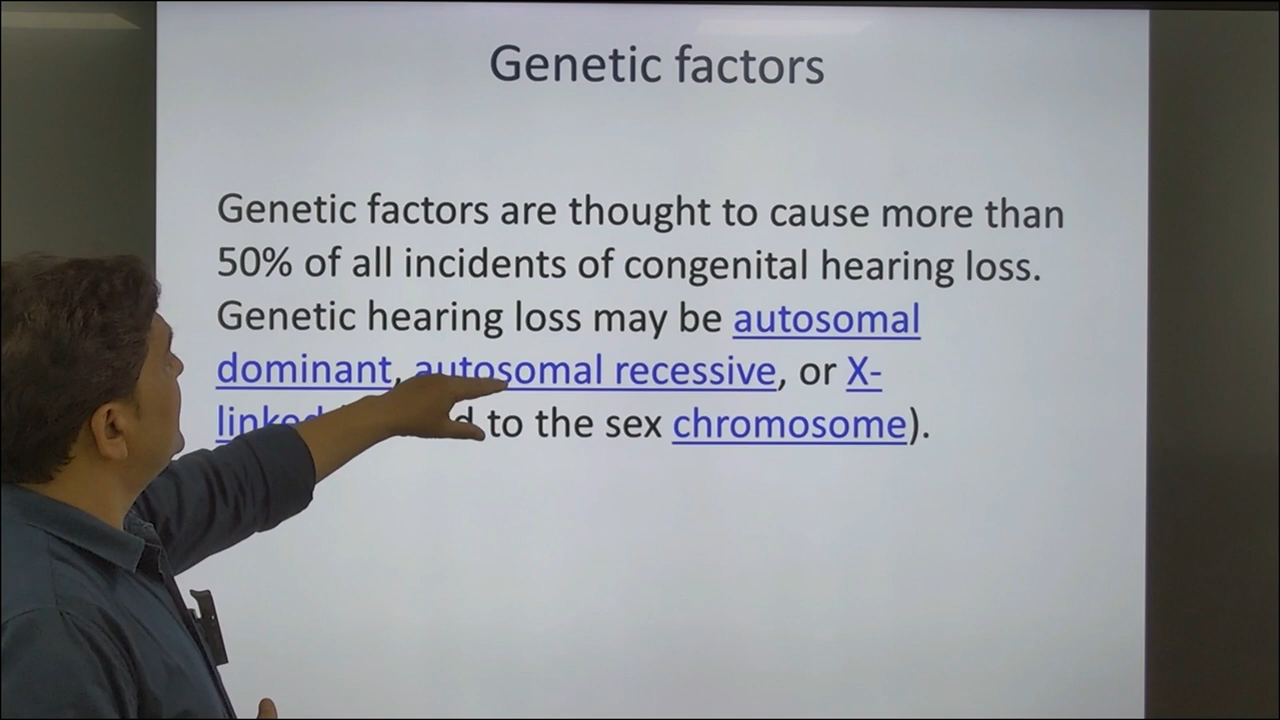 Genetic factors
Genetic factors are thought to cause more than
50% of all incidents of congenital hearing loss.
Genetic hearing loss may be autosomal
dominant, autosomal recessive, or X-
linked to the sex chromosome).